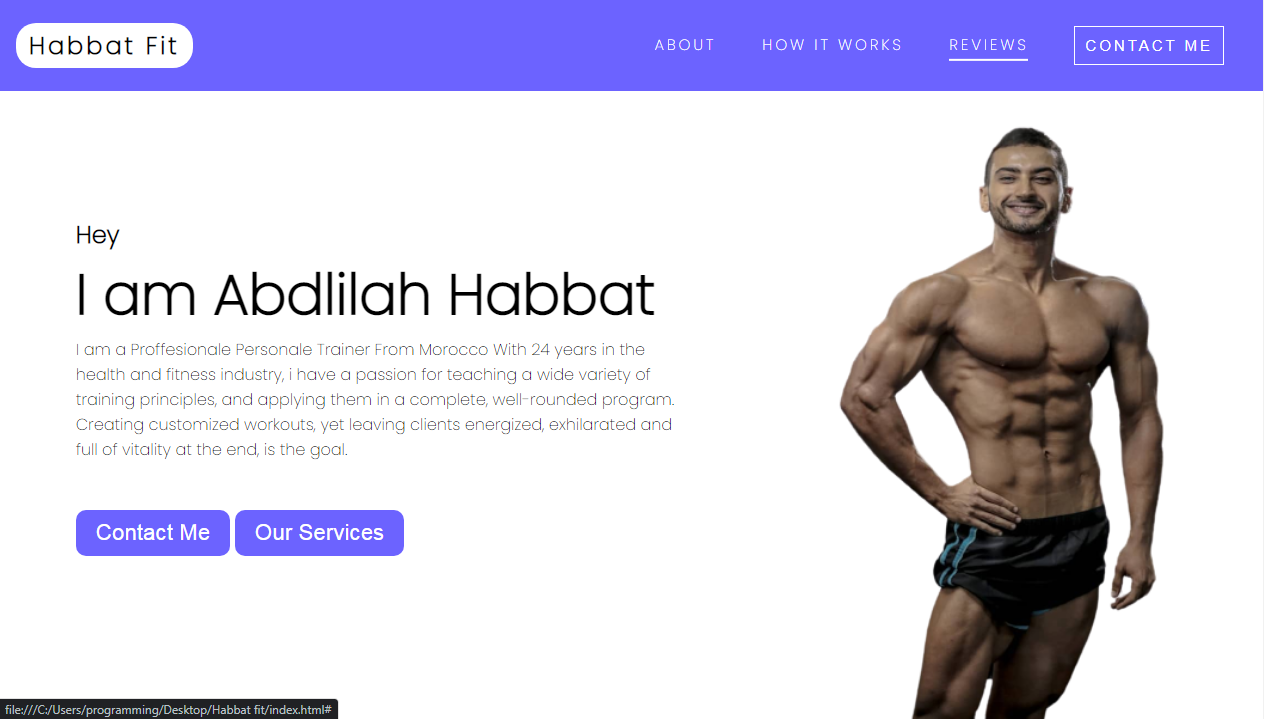 Habbat Fit
ABOUT
HOW IT WORKS
REVIEWS
CONTACT ME
Hey
I am Abdlilah Habbat
I am a Proffesionale Personale Trainer From Morocco With 24 years in the
health and fitness industry, i have a passion for teaching a wide variety of
training principles, and applying them in a complete, well-rounded program.
Creating customized workouts, yet leaving clients energized, exhilarated and
full of vitality at the end, is the goal.
Contact Me
Our Services
file:///C:/Users/programming/Desktop/Habbat fit/index.html#